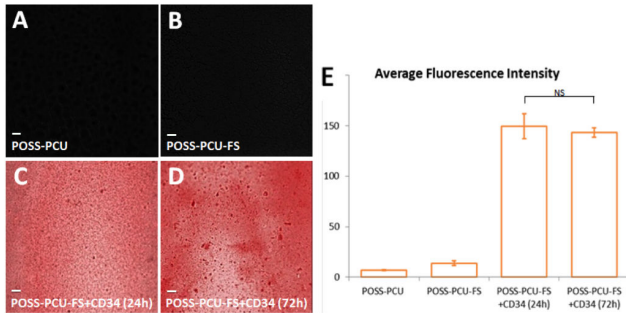 A
POSS-PCU
B
POSS-PCU-FS
C
POSS-PCU-FS+CD34 (24h)
D
POSS-PCU-FS+CD34 (72h)
E
Average Fluorescence Intensity
NS
150
100
50
0
POSS-PCU
POSS-PCU-FS
POSS-PCU-FS
+CD34 (24h)
POSS-PCU-FS
+CD34 (72h)